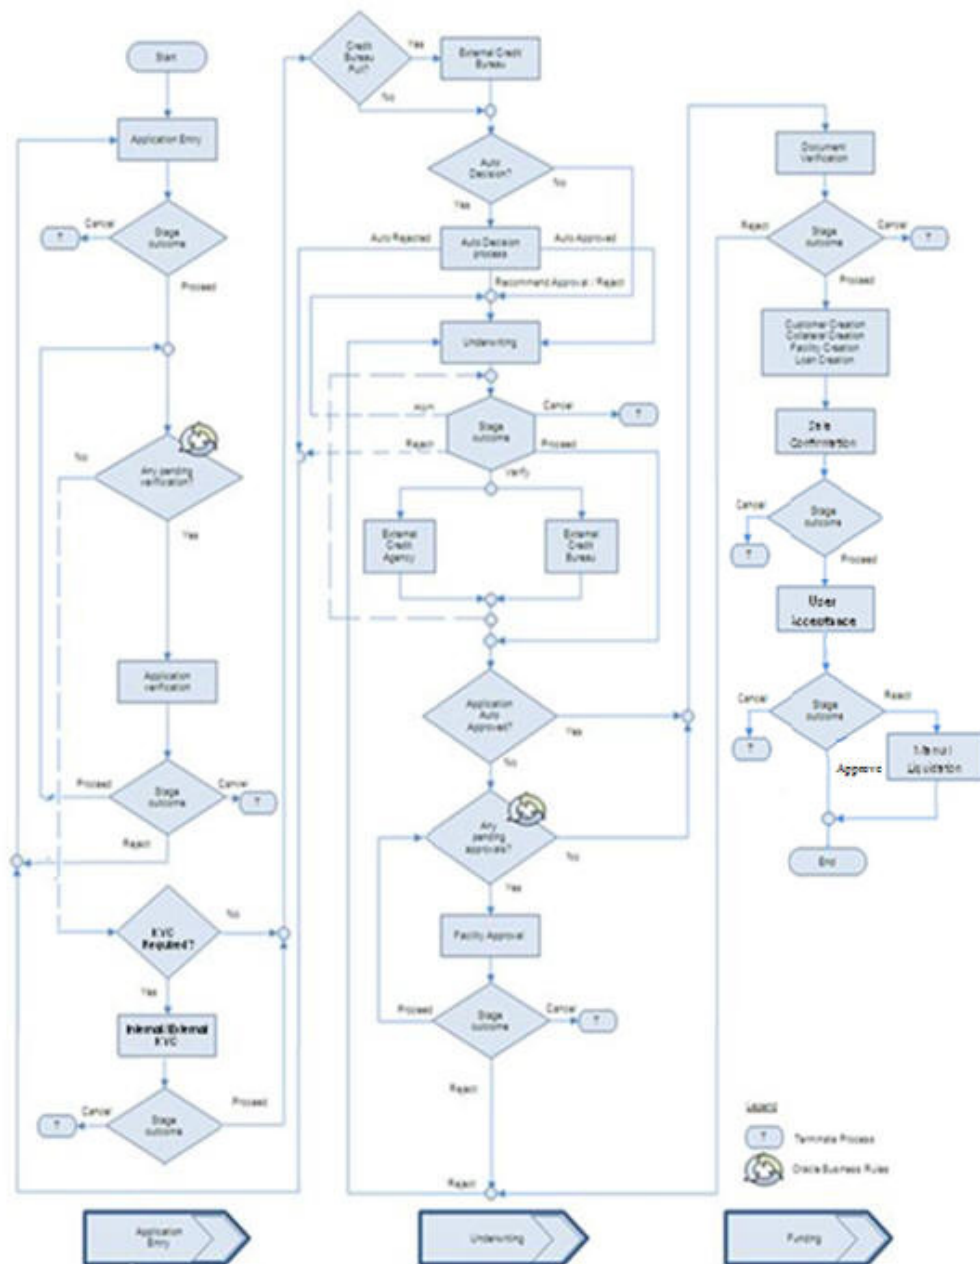 Start
Application Entry
Stage
outcome
Cancel
T
Proceed
Any pending
verification?
No
Yes
Application
verification
Stage
outcome
Proceed
Cancel
T
Reject
KYC
Required?
No
Yes
Internal/External
KYC
Stage
outcome
Cancel
T
Proceed
Application
Entry
Credit
Bureau
Pull?
Yes
No
External Credit
Bureau
Auto
Decision?
No
Yes
Auto Rejected
Auto Decision
process
Auto Approved
Recommend Approval / Reject
Underwriting
Stage
outcome
Cancel
T
Reject
Proceed
Verify
External
Credit
Agency
External
Credit
Bureau
Application
Auto
Approved?
Yes
No
Any
pending
approvals?
No
Yes
Facility Approval
Stage
outcome
Proceed
Cancel
T
Reject
Reject
Underwriting
Document
Verification
Stage
outcome
Reject
Cancel
T
Proceed
Customer Creation
Collateral Creation
Facility Creation
Loan Creation
Confirmation
Stage
outcome
Cancel
T
Proceed
User
Acceptance
Stage
outcome
Cancel
T
Reject
Approve
Manual
Liquidation
End
Legend
T
Terminate Process
Oracle Business Rules
Funding